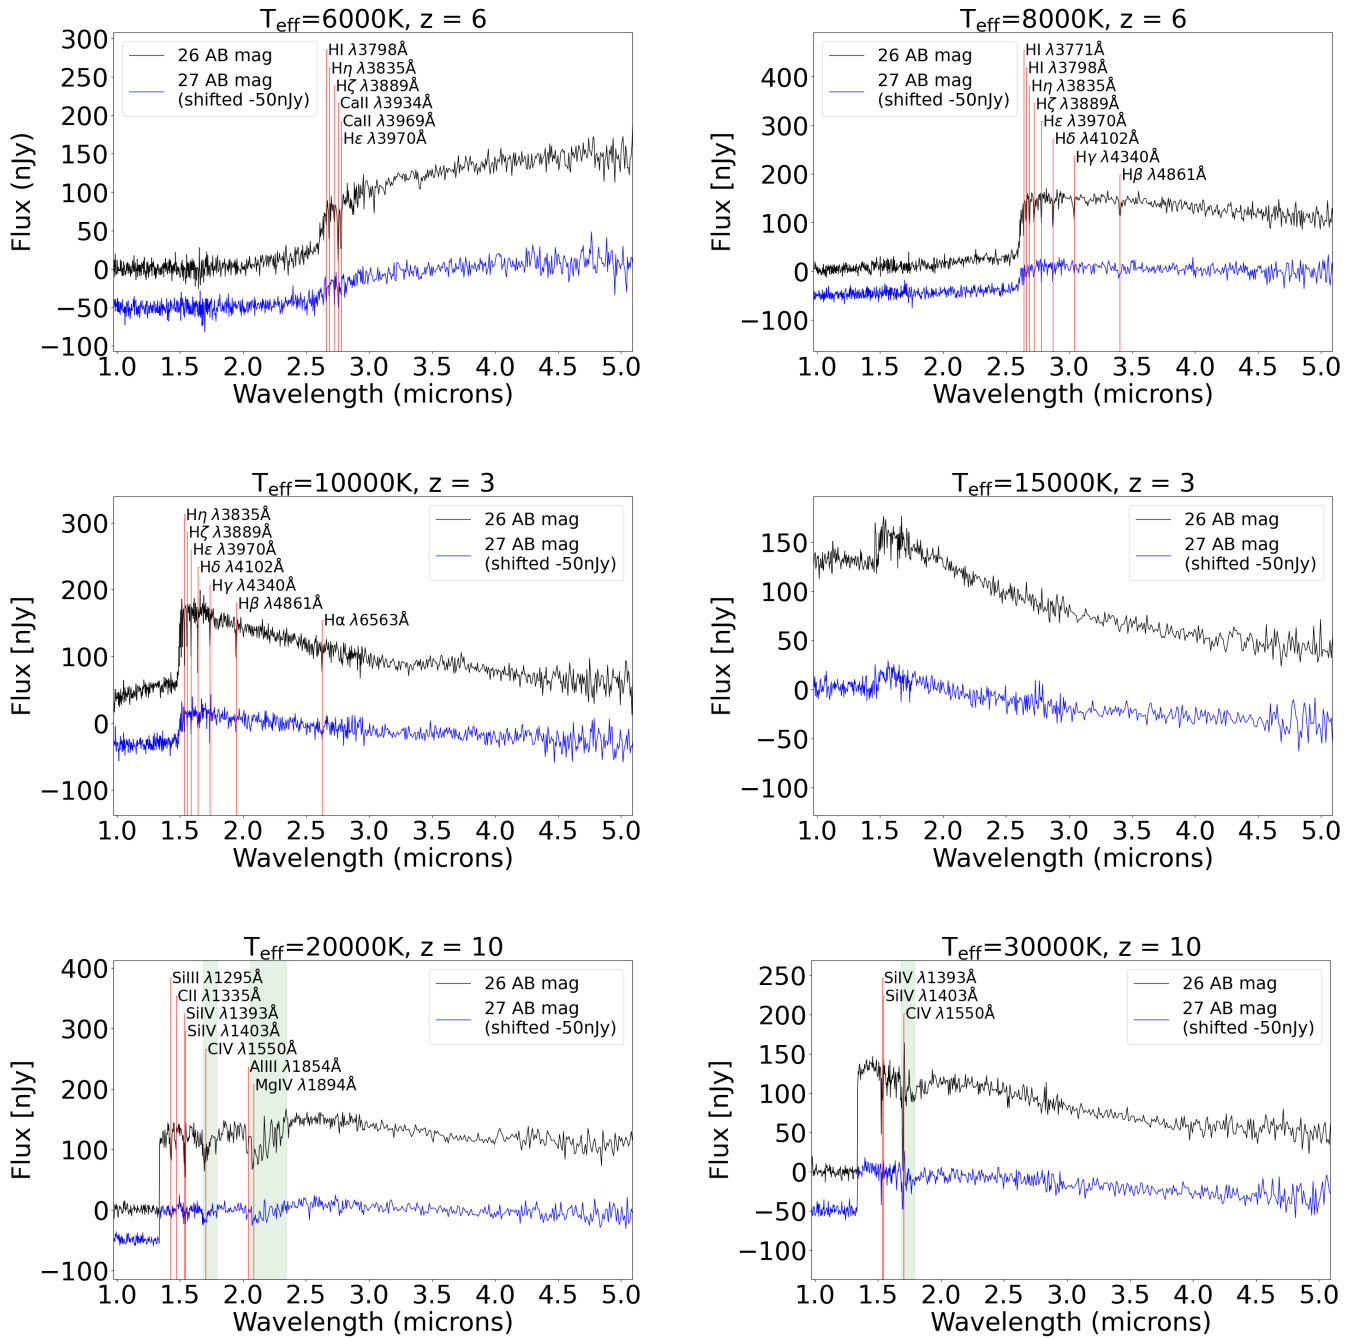 T_eff=6000K, z = 6
Flux (nJy)
300
250
200
150
100
50
0
−50
−100
26 AB mag
27 AB mag
(shifted -50nJy)
HI λ3798Å
Hη λ3835Å
Hζ λ3889Å
CaII λ3934Å
CaII λ3969Å
Hε λ3970Å
1.0 1.5 2.0 2.5 3.0 3.5 4.0 4.5 5.0
Wavelength (microns)
T_eff=8000K, z = 6
Flux [nJy]
400
300
200
100
0
−100
26 AB mag
27 AB mag
(shifted -50nJy)
HI λ3771Å
HI λ3798Å
Hη λ3835Å
Hζ λ3889Å
Hε λ3970Å
Hδ λ4102Å
Hγ λ4340Å
Hβ λ4861Å
1.0 1.5 2.0 2.5 3.0 3.5 4.0 4.5 5.0
Wavelength (microns)
T_eff=10000K, z = 3
Flux [nJy]
300
200
100
0
−100
Hη λ3835Å
Hζ λ3889Å
Hε λ3970Å
Hδ λ4102Å
Hγ λ4340Å
Hβ λ4861Å
Hα λ6563Å
26 AB mag
27 AB mag
(shifted -50nJy)
1.0 1.5 2.0 2.5 3.0 3.5 4.0 4.5 5.0
Wavelength (microns)
T_eff=15000K, z = 3
Flux [nJy]
150
100
50
0
−50
−100
26 AB mag
27 AB mag
(shifted -50nJy)
1.0 1.5 2.0 2.5 3.0 3.5 4.0 4.5 5.0
Wavelength (microns)
T_eff=20000K, z = 10
Flux [nJy]
400
300
200
100
0
−100
SiIII λ1295Å
CII λ1335Å
SiIV λ1393Å
SiIV λ1403Å
CIV λ1550Å
AlIII λ1854Å
MgIV λ1894Å
26 AB mag
27 AB mag
(shifted -50nJy)
1.0 1.5 2.0 2.5 3.0 3.5 4.0 4.5 5.0
Wavelength (microns)
T_eff=30000K, z = 10
Flux [nJy]
250
200
150
100
50
0
−50
−100
SiIV λ1393Å
SiIV λ1403Å
CIV λ1550Å
26 AB mag
27 AB mag
(shifted -50nJy)
1.0 1.5 2.0 2.5 3.0 3.5 4.0 4.5 5.0
Wavelength (microns)